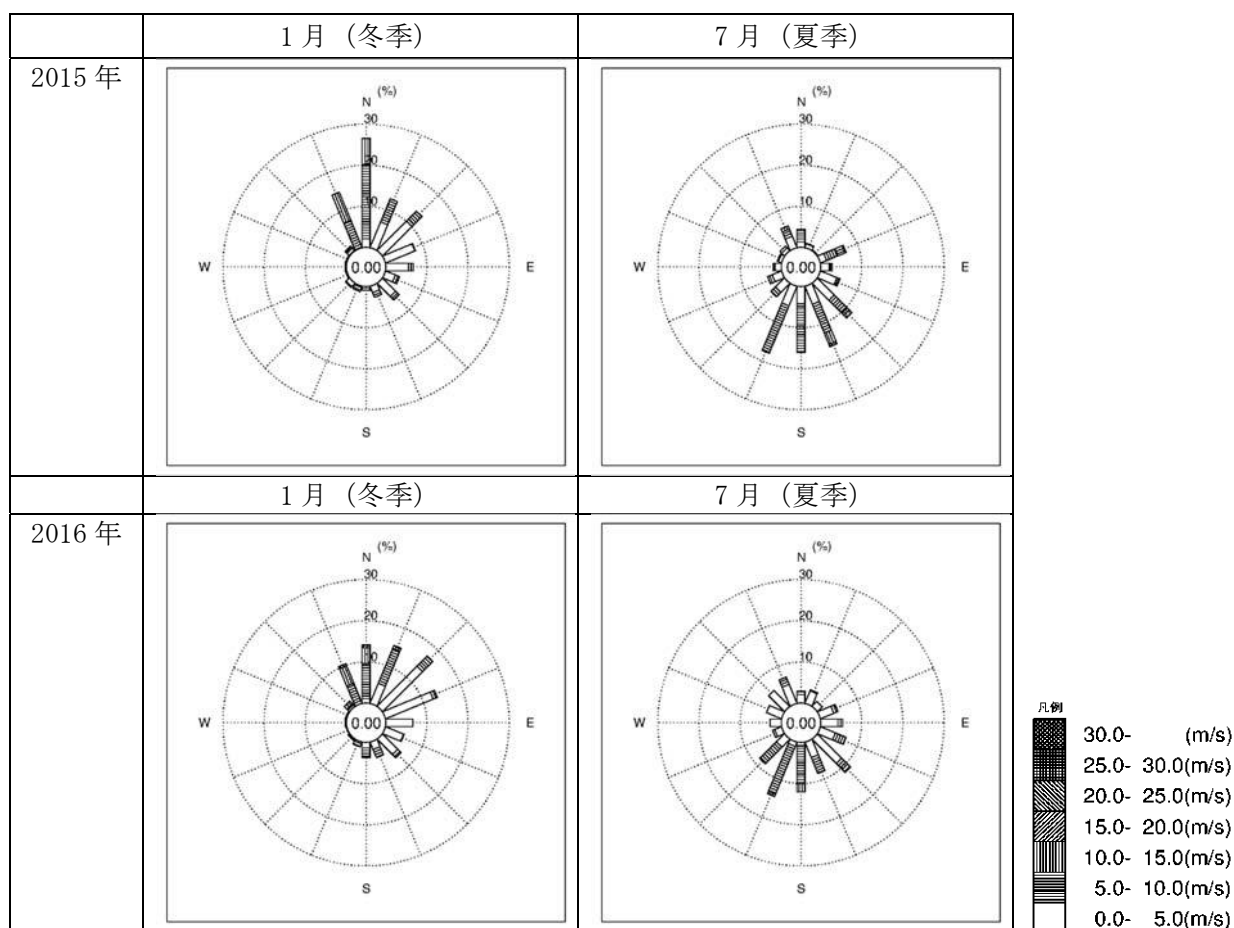 1月 (冬季) 7月 (夏季)
2015年
N (%)
30
20
10
W 0.00 E
S
N (%)
30
20
10
W 0.00 E
S
1月 (冬季) 7月 (夏季)
2016年
N (%)
30
20
10
W 0.00 E
S
N (%)
30
20
10
W 0.00 E
S
凡例
30.0- (m/s)
25.0- 30.0(m/s)
20.0- 25.0(m/s)
15.0- 20.0(m/s)
10.0- 15.0(m/s)
5.0- 10.0(m/s)
0.0- 5.0(m/s)